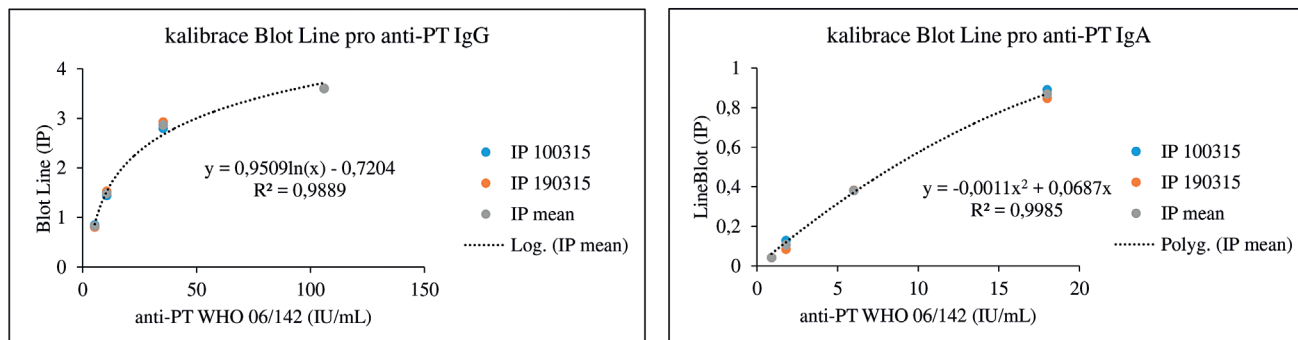 kalibrace Blot Line pro anti-PT IgG
4
3
2
1
0
Blot Line (IP)
y = 0,9509ln(x) - 0,7204
R² = 0,9889
IP 100315
IP 190315
IP mean
Log. (IP mean)
0 50 100 150
anti-PT WHO 06/142 (IU/mL)
kalibrace Blot Line pro anti-PT IgA
1
0,8
0,6
0,4
0,2
0
LineBlot (IP)
y = -0,0011x² + 0,0687x
R² = 0,9985
IP 100315
IP 190315
IP mean
Polyg. (IP mean)
0 5 10 15 20
anti-PT WHO 06/142 (IU/mL)